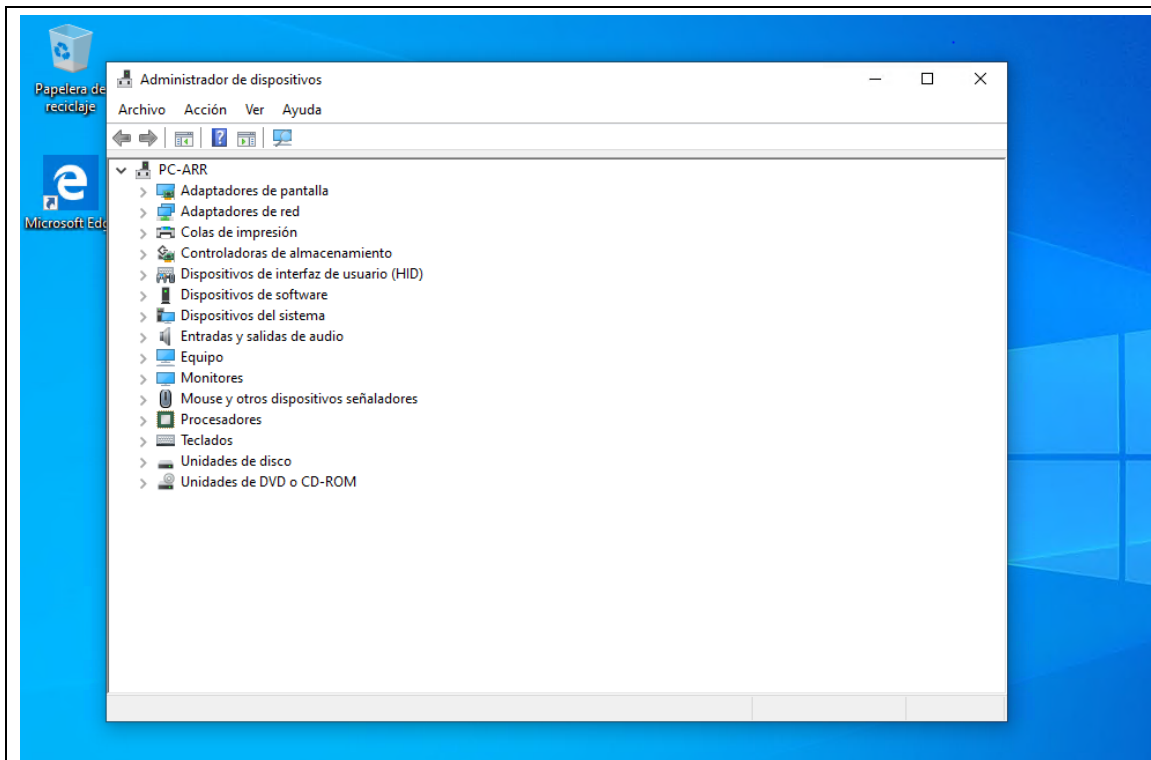 Papelera de
reciclaje
Microsoft Edg
Administrador de dispositivos
Archivo Acción Ver Ayuda
PC-ARR
Adaptadores de pantalla
Adaptadores de red
Colas de impresión
Controladoras de almacenamiento
Dispositivos de interfaz de usuario (HID)
Dispositivos de software
Dispositivos del sistema
Entradas y salidas de audio
Equipo
Monitores
Mouse y otros dispositivos señaladores
Procesadores
Teclados
Unidades de disco
Unidades de DVD o CD-ROM